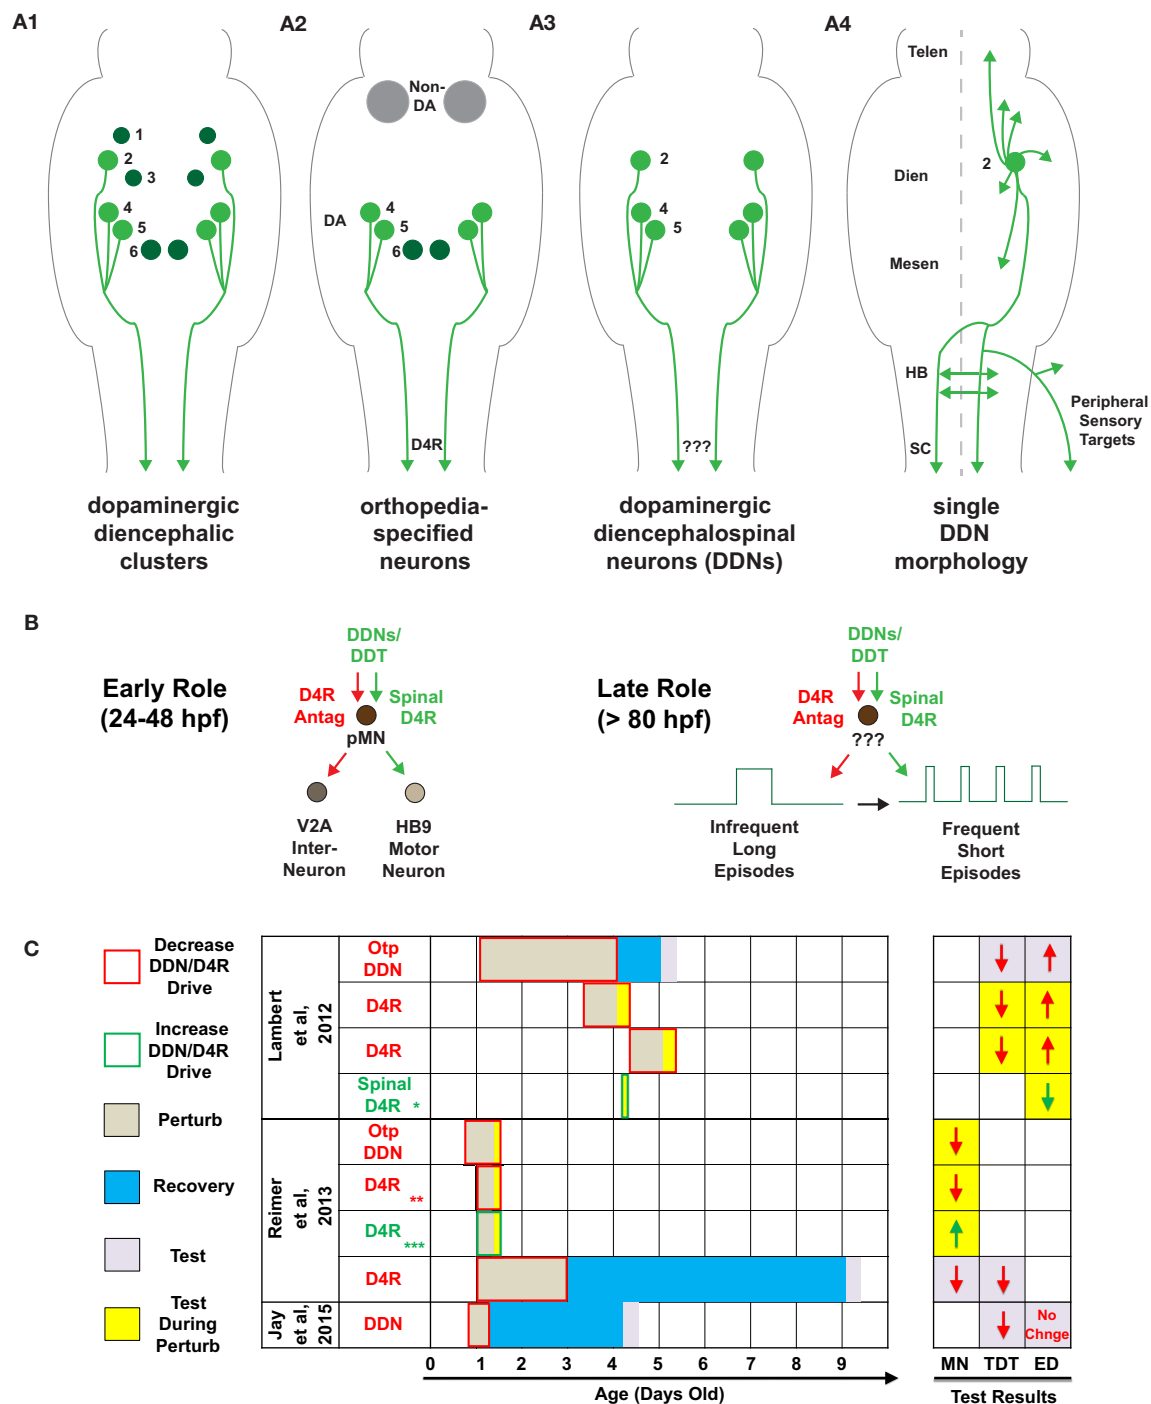 A1
A2
A3
A4
1
2
3
4
5
6
dopaminergic
diencephalic
clusters
Non-
DA
DA
4
5
6
D4R
orthopedia-
specified
neurons
2
4
5
???
dopaminergic
diencephalospinal
neurons (DDNs)
Telen
2
Dien
Mesen
HB
SC
Peripheral
Sensory
Targets
single
DDN
morphology
B
Early Role
(24-48 hpf)
DDNs/
DDT
D4R
Antag
Spinal
D4R
pMN
V2A
Inter-
Neuron
HB9
Motor
Neuron
Late Role
(> 80 hpf)
DDNs/
DDT
D4R
Antag
Spinal
D4R
???
Infrequent
Long
Episodes
Frequent
Short
Episodes
C
Decrease
DDN/D4R
Drive
Increase
DDN/D4R
Drive
Perturb
Recovery
Test
Test
During
Perturb
Lambert
et al,
2012
Otp
DDN
D4R
D4R
Spinal
D4R *
Reimer
et al,
2013
Otp
DDN
D4R **
D4R ***
D4R
Jay
et al,
2015
DDN
No
Chnge
0 1 2 3 4 5 6 7 8 9
Age (Days Old)
MN TDT ED
Test Results